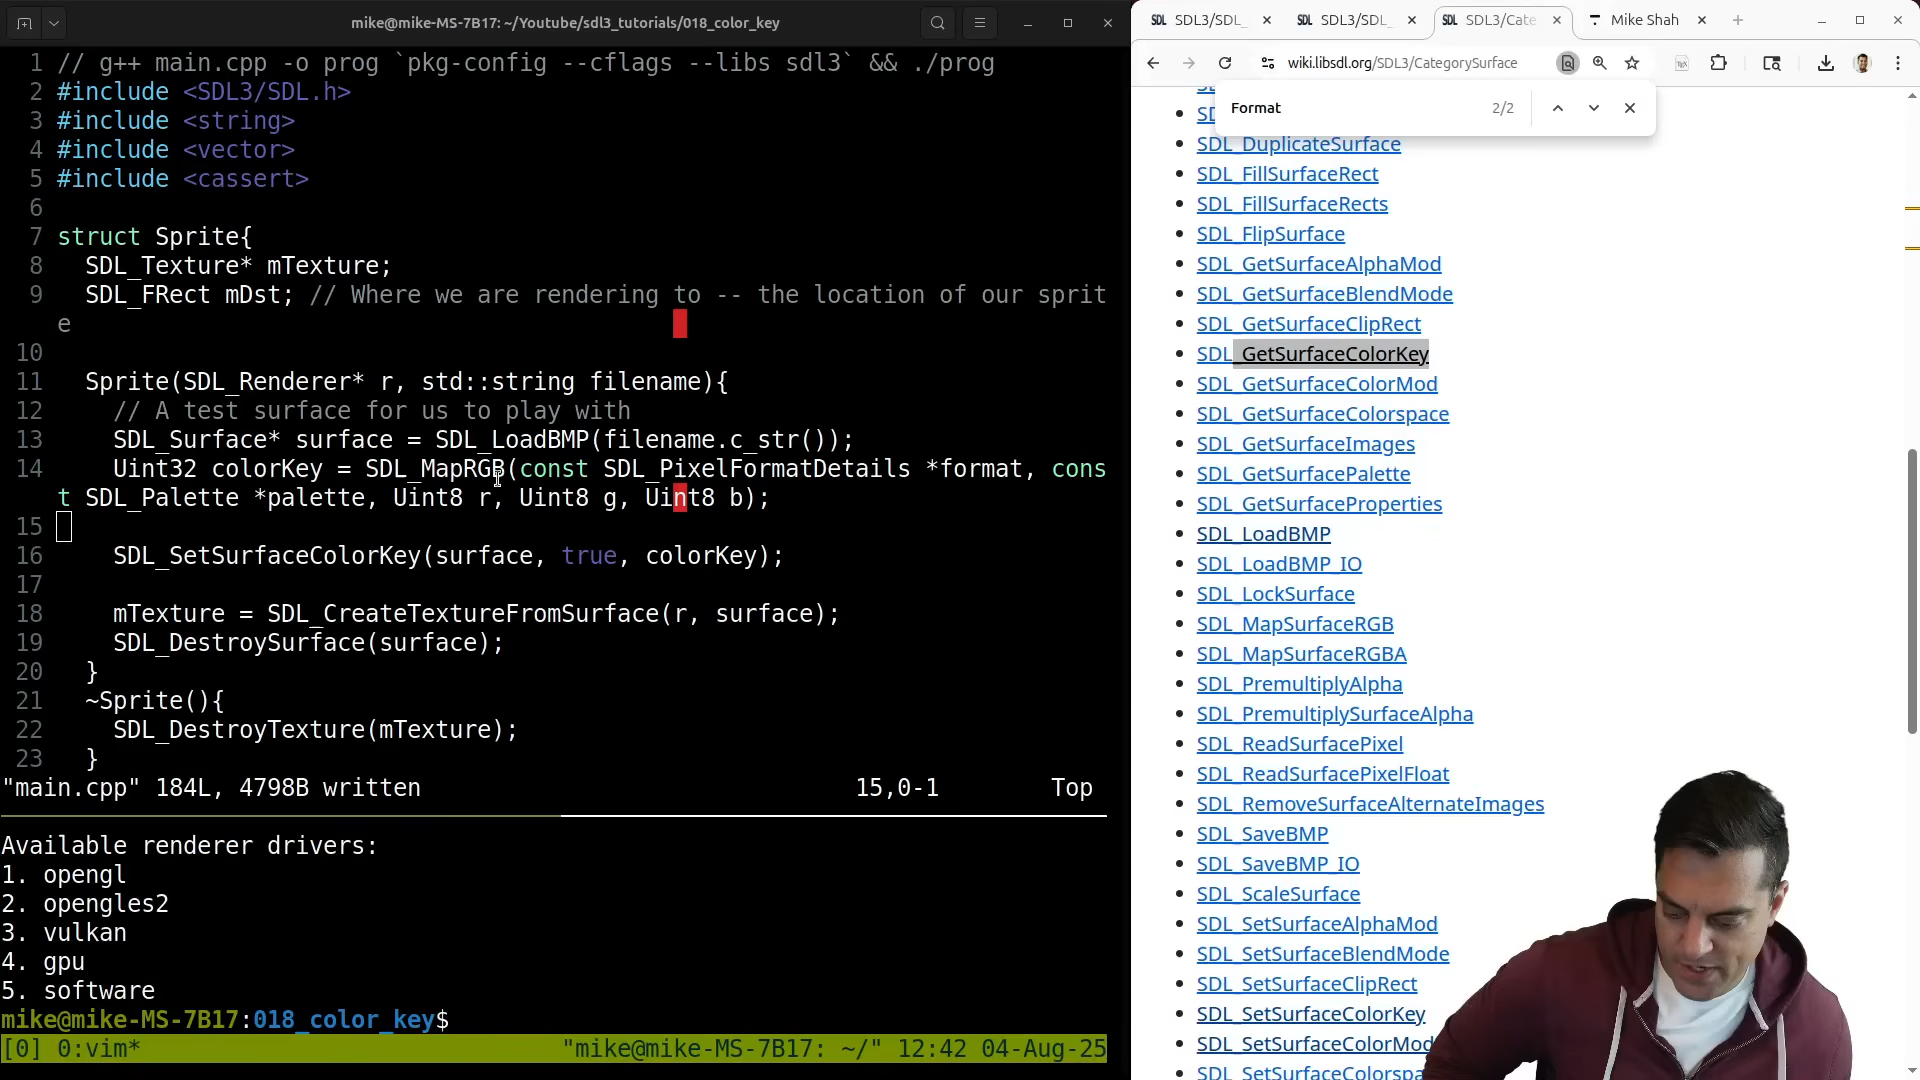 mike@mike-MS-7B17: ~/Youtube/sdl3_tutorials/018_color_key
1 // g++ main.cpp -o prog `pkg-config --cflags --libs sdl3` && ./prog
2 #include <SDL3/SDL.h>
3 #include <string>
4 #include <vector>
5 #include <cassert>
6
7 struct Sprite{
8 SDL_Texture* mTexture;
9 SDL_FRect mDst; // Where we are rendering to -- the location of our sprit
e
10
11 Sprite(SDL_Renderer* r, std::string filename){
12 // A test surface for us to play with
13 SDL_Surface* surface = SDL_LoadBMP(filename.c_str());
14 Uint32 colorKey = SDL_MapRGB(const SDL_PixelFormatDetails *format, cons
t SDL_Palette *palette, Uint8 r, Uint8 g, Uint8 b);
15
16 SDL_SetSurfaceColorKey(surface, true, colorKey);
17
18 mTexture = SDL_CreateTextureFromSurface(r, surface);
19 SDL_DestroySurface(surface);
20 }
21 ~Sprite(){
22 SDL_DestroyTexture(mTexture);
23 }
"main.cpp" 184L, 4798B written 15,0-1 Top
Available renderer drivers:
1. opengl
2. opengles2
3. vulkan
4. gpu
5. software
mike@mike-MS-7B17:018_color_key$
[0] 0:vim* "mike@mike-MS-7B17: ~/" 12:42 04-Aug-25
SDL SDL3/SDL_
SDL SDL3/SDL_
SDL SDL3/Cate
Mike Shah
wiki.libsdl.org/SDL3/CategorySurface
Format 2/2
SDL_DuplicateSurface
SDL_FillSurfaceRect
SDL_FillSurfaceRects
SDL_FlipSurface
SDL_GetSurfaceAlphaMod
SDL_GetSurfaceBlendMode
SDL_GetSurfaceClipRect
SDL_GetSurfaceColorKey
SDL_GetSurfaceColorMod
SDL_GetSurfaceColorspace
SDL_GetSurfaceImages
SDL_GetSurfacePalette
SDL_GetSurfaceProperties
SDL_LoadBMP
SDL_LoadBMP_IO
SDL_LockSurface
SDL_MapSurfaceRGB
SDL_MapSurfaceRGBA
SDL_PremultiplyAlpha
SDL_PremultiplySurfaceAlpha
SDL_ReadSurfacePixel
SDL_ReadSurfacePixelFloat
SDL_RemoveSurfaceAlternateImages
SDL_SaveBMP
SDL_SaveBMP_IO
SDL_ScaleSurface
SDL_SetSurfaceAlphaMod
SDL_SetSurfaceBlendMode
SDL_SetSurfaceClipRect
SDL_SetSurfaceColorKey
SDL_SetSurfaceColorMod
SDL_SetSurfaceColorspa